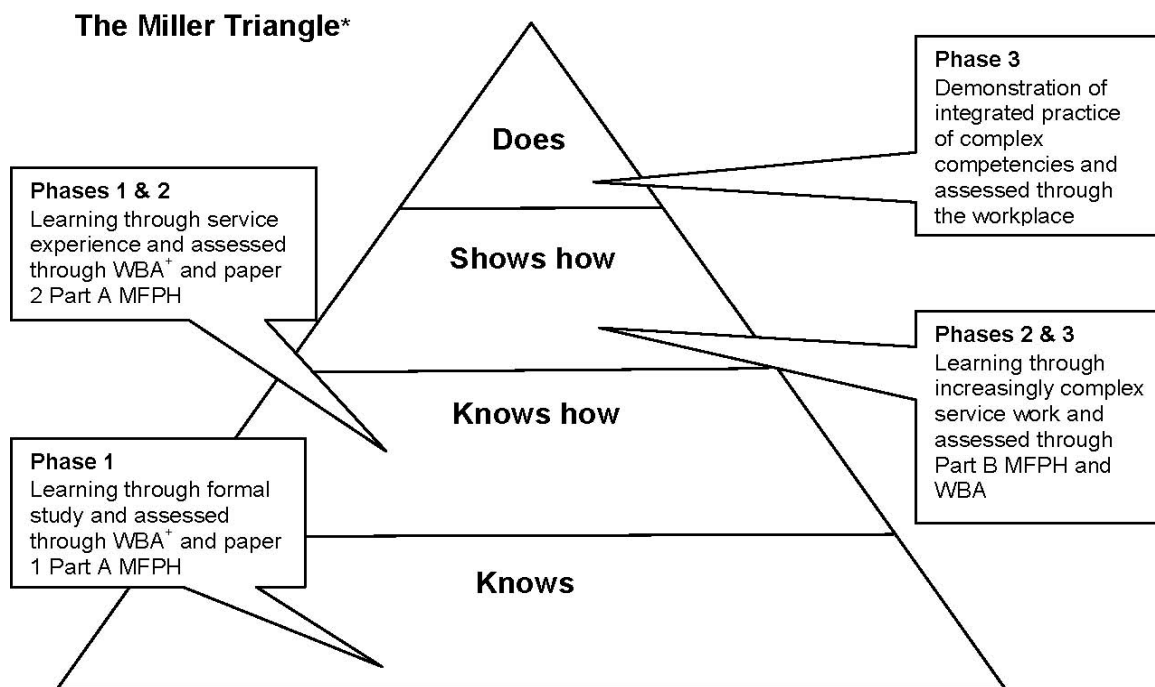 The Miller Triangle*
Does
Phase 3
Demonstration of
integrated practice
of complex
competencies and
assessed through
the workplace
Phases 1 & 2
Learning through service
experience and assessed
through WBA⁺ and paper
2 Part A MFPH
Shows how
Phases 2 & 3
Learning through
increasingly complex
service work and
assessed through
Part B MFPH and
WBA
Knows how
Phase 1
Learning through formal
study and assessed
through WBA⁺ and paper
1 Part A MFPH
Knows